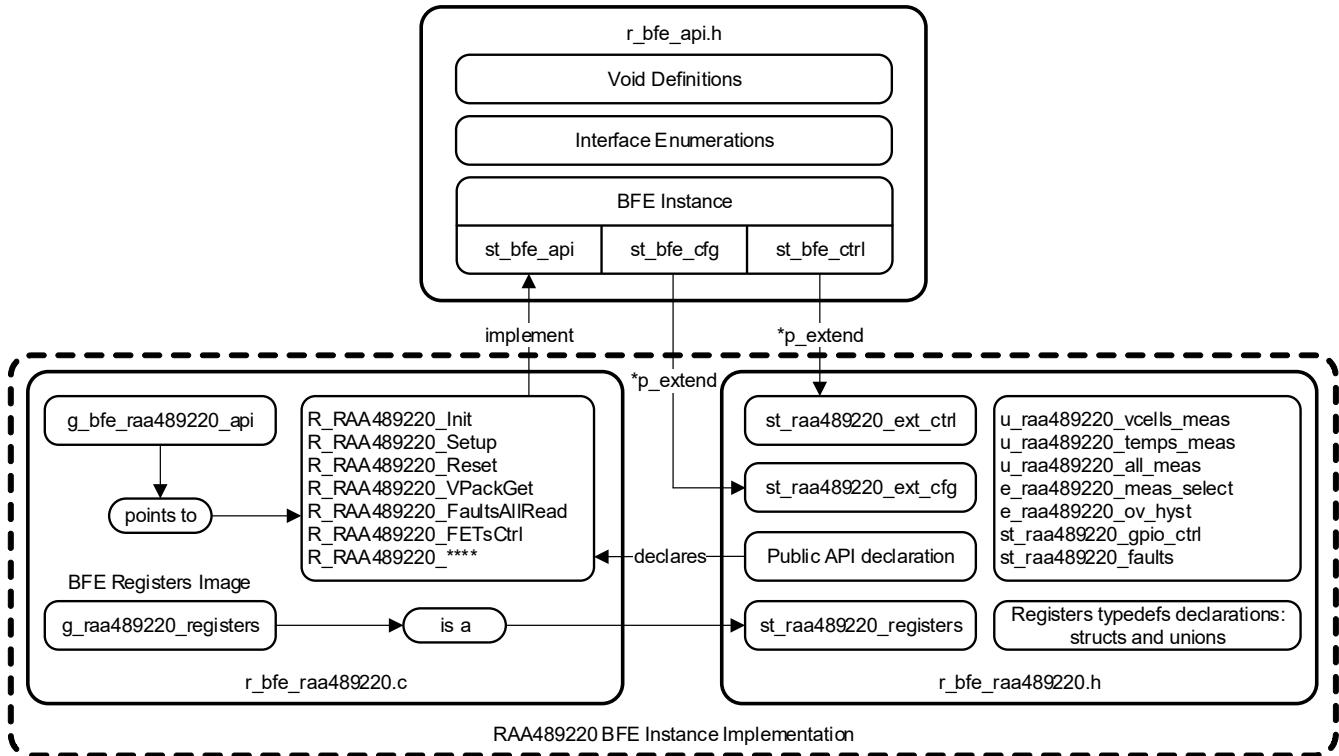 r_bfe_api.h
Void Definitions
Interface Enumerations
BFE Instance
st_bfe_api
st_bfe_cfg
st_bfe_ctrl
implement
*p_extend
*p_extend
g_bfe_raa489220_api
points to
R_RAA489220_Init
R_RAA489220_Setup
R_RAA489220_Reset
R_RAA489220_VPackGet
R_RAA489220_FaultsAllRead
R_RAA489220_FETsCtrl
R_RAA489220_****
BFE Registers Image
g_raa489220_registers
is a
r_bfe_raa489220.c
declares
st_raa489220_ext_ctrl
st_raa489220_ext_cfg
Public API declaration
st_raa489220_registers
u_raa489220_vcells_meas
u_raa489220_temps_meas
u_raa489220_all_meas
e_raa489220_meas_select
e_raa489220_ov_hyst
st_raa489220_gpio_ctrl
st_raa489220_faults
Registers typedefs declarations:
structs and unions
r_bfe_raa489220.h
RAA489220 BFE Instance Implementation